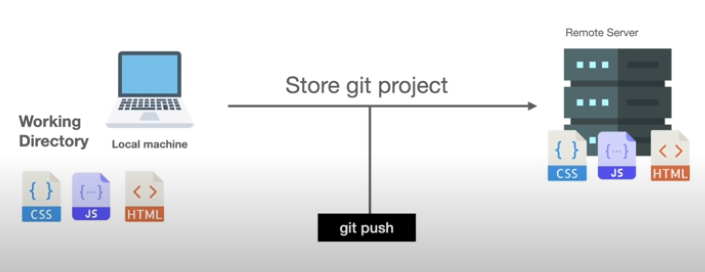 Remote Server
Store git project
Working
Directory
Local machine
{ } CSS
{...} JS
< > HTML
{ } CSS
{...} JS
< > HTML
git push